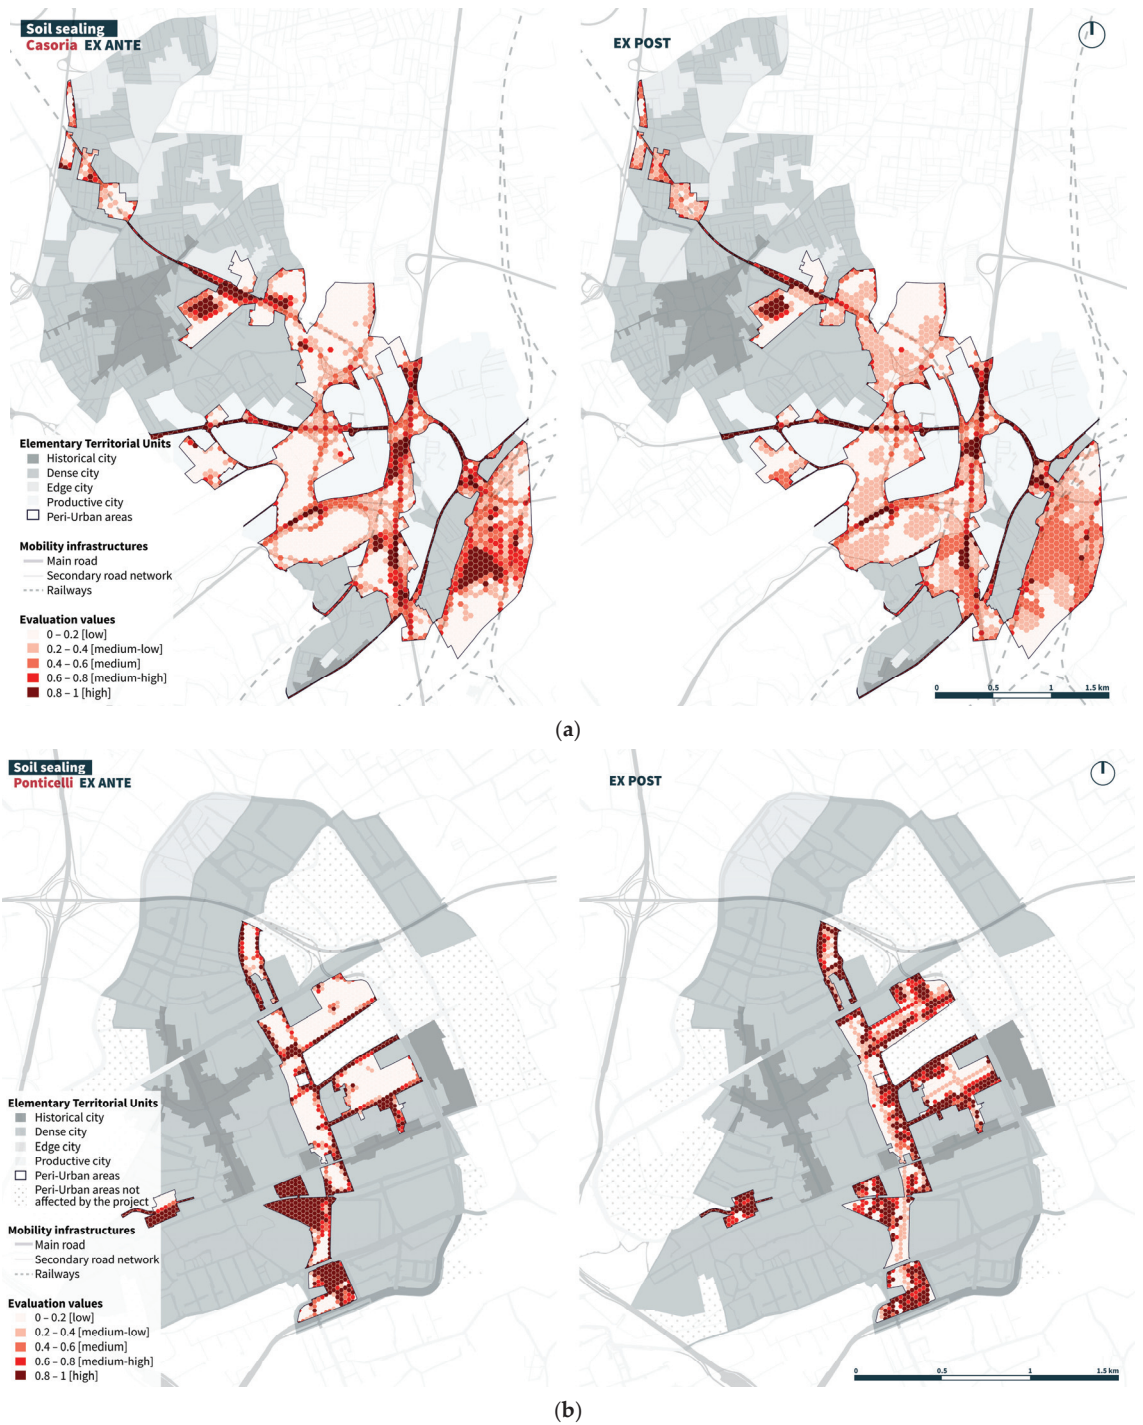 Soil sealing
Casoria EX ANTE
EX POST
Elementary Territorial Units
Historical city
Dense city
Edge city
Productive city
Peri-Urban areas
Mobility infrastructures
Main road
Secondary road network
Railways
Evaluation values
0 – 0.2 [low]
0.2 – 0.4 [medium-low]
0.4 – 0.6 [medium]
0.6 – 0.8 [medium-high]
0.8 – 1 [high]
0 0.5 1 1.5 km
(a)
Soil sealing
Ponticelli EX ANTE
EX POST
Elementary Territorial Units
Historical city
Dense city
Edge city
Productive city
Peri-Urban areas
Peri-Urban areas not
affected by the project
Mobility infrastructures
Main road
Secondary road network
Railways
Evaluation values
0 – 0.2 [low]
0.2 – 0.4 [medium-low]
0.4 – 0.6 [medium]
0.6 – 0.8 [medium-high]
0.8 – 1 [high]
0 0.5 1 1.5 km
(b)